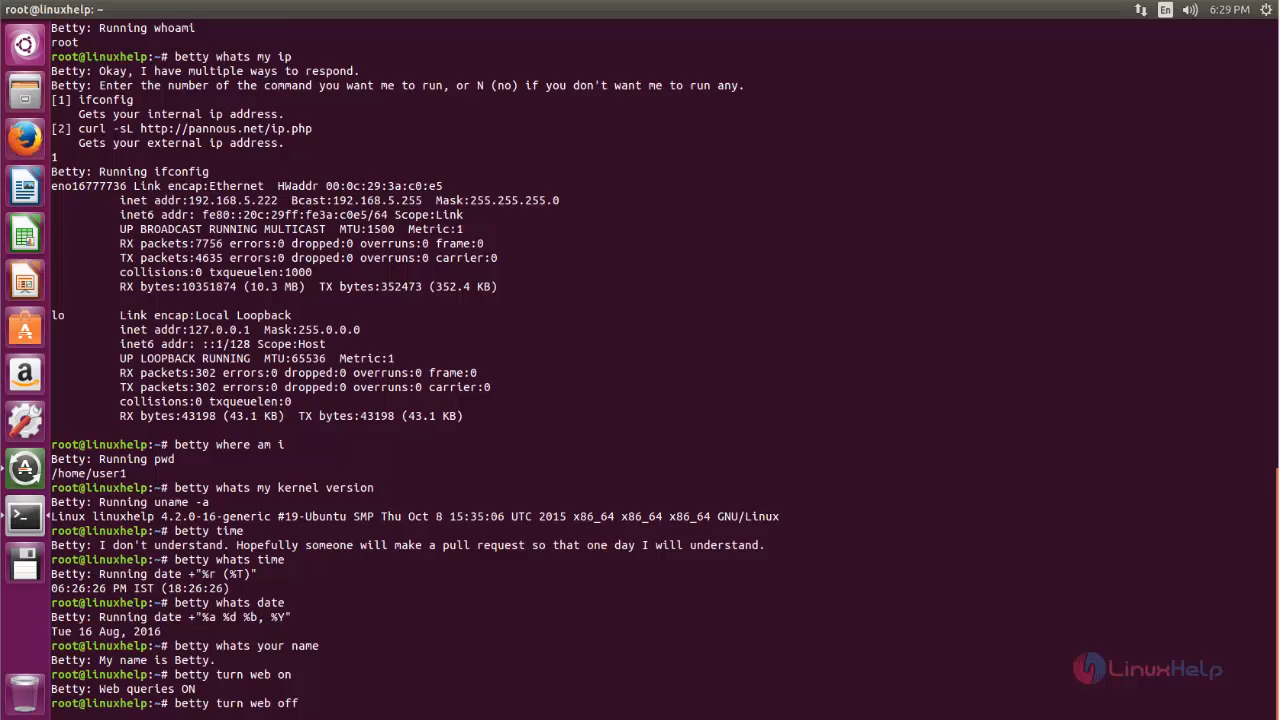 root@linuxhelp: ~
En
6:29 PM
Betty: Running whoami
root
root@linuxhelp:~# betty whats my ip
Betty: Okay, I have multiple ways to respond.
Betty: Enter the number of the command you want me to run, or N (no) if you don't want me to run any.
[1] ifconfig
    Gets your internal ip address.
[2] curl -sL http://pannous.net/ip.php
    Gets your external ip address.
1
Betty: Running ifconfig
eno16777736 Link encap:Ethernet  HWaddr 00:0c:29:3a:c0:e5
          inet addr:192.168.5.222  Bcast:192.168.5.255  Mask:255.255.255.0
          inet6 addr: fe80::20c:29ff:fe3a:c0e5/64 Scope:Link
          UP BROADCAST RUNNING MULTICAST  MTU:1500  Metric:1
          RX packets:7756 errors:0 dropped:0 overruns:0 frame:0
          TX packets:4635 errors:0 dropped:0 overruns:0 carrier:0
          collisions:0 txqueuelen:1000
          RX bytes:10351874 (10.3 MB)  TX bytes:352473 (352.4 KB)
lo        Link encap:Local Loopback
          inet addr:127.0.0.1  Mask:255.0.0.0
          inet6 addr: ::1/128 Scope:Host
          UP LOOPBACK RUNNING  MTU:65536  Metric:1
          RX packets:302 errors:0 dropped:0 overruns:0 frame:0
          TX packets:302 errors:0 dropped:0 overruns:0 carrier:0
          collisions:0 txqueuelen:0
          RX bytes:43198 (43.1 KB)  TX bytes:43198 (43.1 KB)
root@linuxhelp:~# betty where am i
Betty: Running pwd
/home/user1
root@linuxhelp:~# betty whats my kernel version
Betty: Running uname -a
Linux linuxhelp 4.2.0-16-generic #19-Ubuntu SMP Thu Oct 8 15:35:06 UTC 2015 x86_64 x86_64 x86_64 GNU/Linux
root@linuxhelp:~# betty time
Betty: I don't understand. Hopefully someone will make a pull request so that one day I will understand.
root@linuxhelp:~# betty whats time
Betty: Running date +"%r (%T)"
06:26:26 PM IST (18:26:26)
root@linuxhelp:~# betty whats date
Betty: Running date +"%a %d %b, %Y"
Tue 16 Aug, 2016
root@linuxhelp:~# betty whats your name
Betty: My name is Betty.
root@linuxhelp:~# betty turn web on
Betty: Web queries ON
root@linuxhelp:~# betty turn web off
LinuxHelp